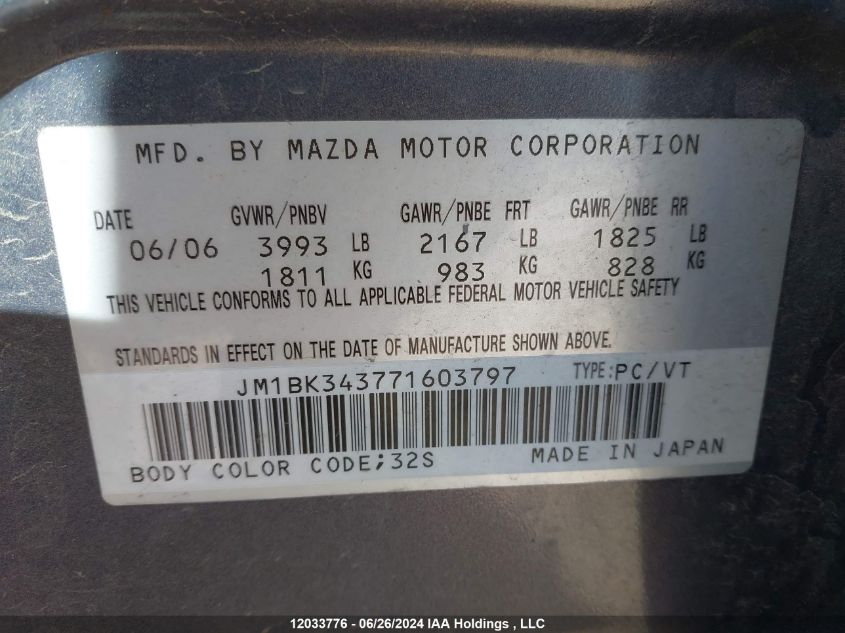 MFD. BY MAZDA MOTOR CORPORATION
DATE GVWR/PNBV GAWR/PNBE FRT GAWR/PNBE RR
06/06 3993 LB 2167 LB 1825 LB
1811 KG 983 KG 828 KG
THIS VEHICLE CONFORMS TO ALL APPLICABLE FEDERAL MOTOR VEHICLE SAFETY
STANDARDS IN EFFECT ON THE DATE OF MANUFACTURE SHOWN ABOVE.
JM1BK343771603797 TYPE:PC/VT
BODY COLOR CODE;32S MADE IN JAPAN
12033776 - 06/26/2024 IAA Holdings , LLC